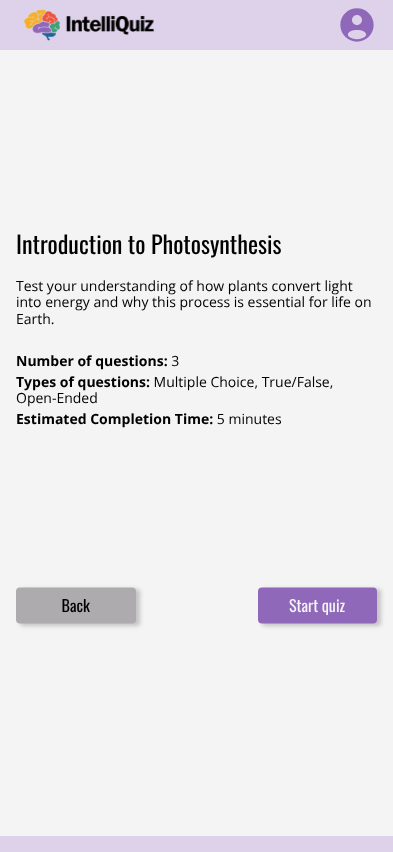 IntelliQuiz
Introduction to Photosynthesis
Test your understanding of how plants convert light
into energy and why this process is essential for life on
Earth.
Number of questions: 3
Types of questions: Multiple Choice, True/False,
Open-Ended
Estimated Completion Time: 5 minutes
Back
Start quiz